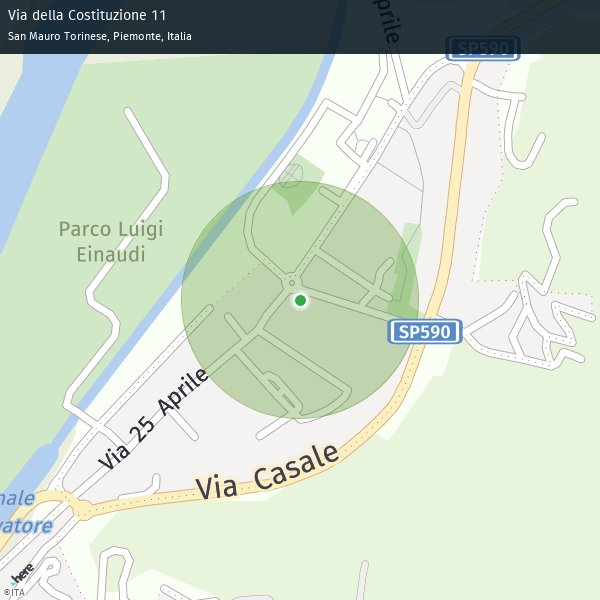 Via della Costituzione 11
San Mauro Torinese, Piemonte, Italia
Aprile
SP590
Parco Luigi
Einaudi
SP590
Via 25 Aprile
Via Casale
nale
vatore
here
©ITA